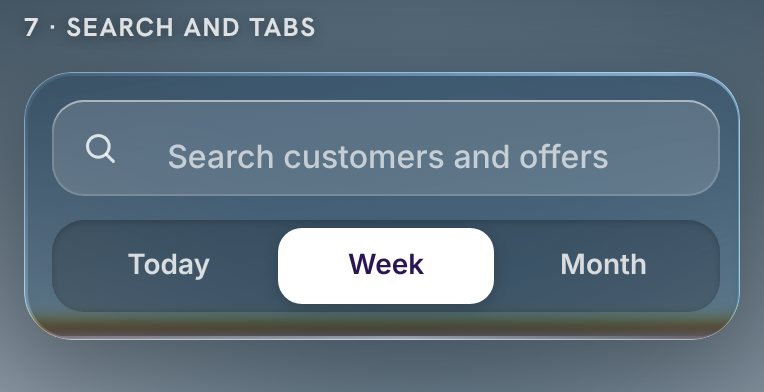 7 · SEARCH AND TABS
Search customers and offers
Today Week Month